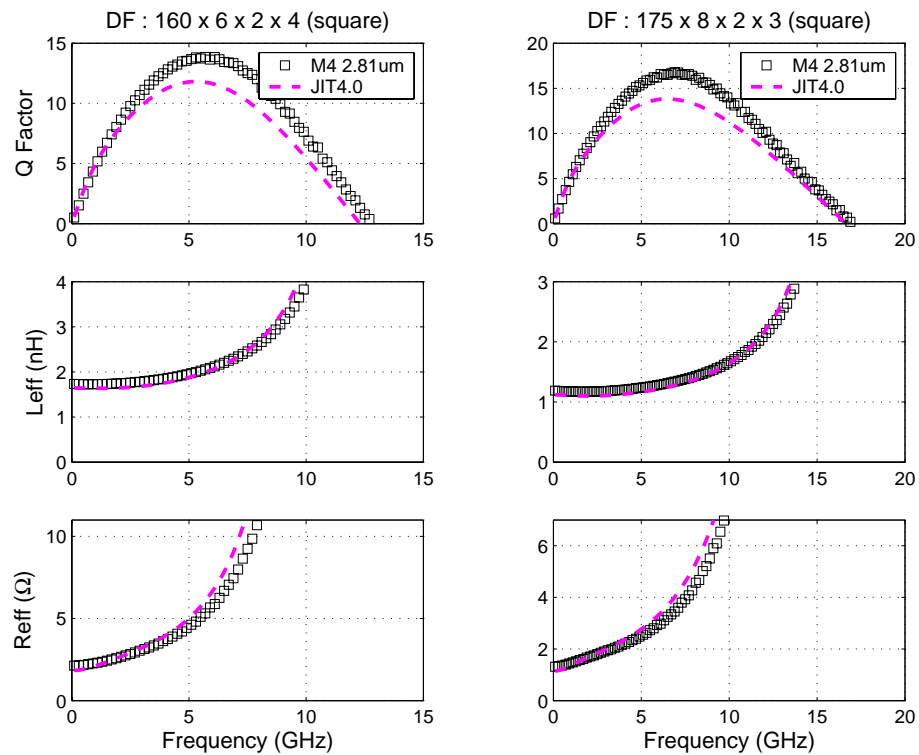 DF : 160 x 6 x 2 x 4 (square)
15
10
5
0
Q Factor
M4 2.81um
JIT4.0
0 5 10 15
DF : 175 x 8 x 2 x 3 (square)
20
15
10
5
0
M4 2.81um
JIT4.0
0 5 10 15 20
4
3
2
1
0
Leff (nH)
0 5 10 15
3
2
1
0
0 5 10 15 20
10
5
0
Reff (Ω)
0 5 10 15
Frequency (GHz)
6
4
2
0
0 5 10 15 20
Frequency (GHz)